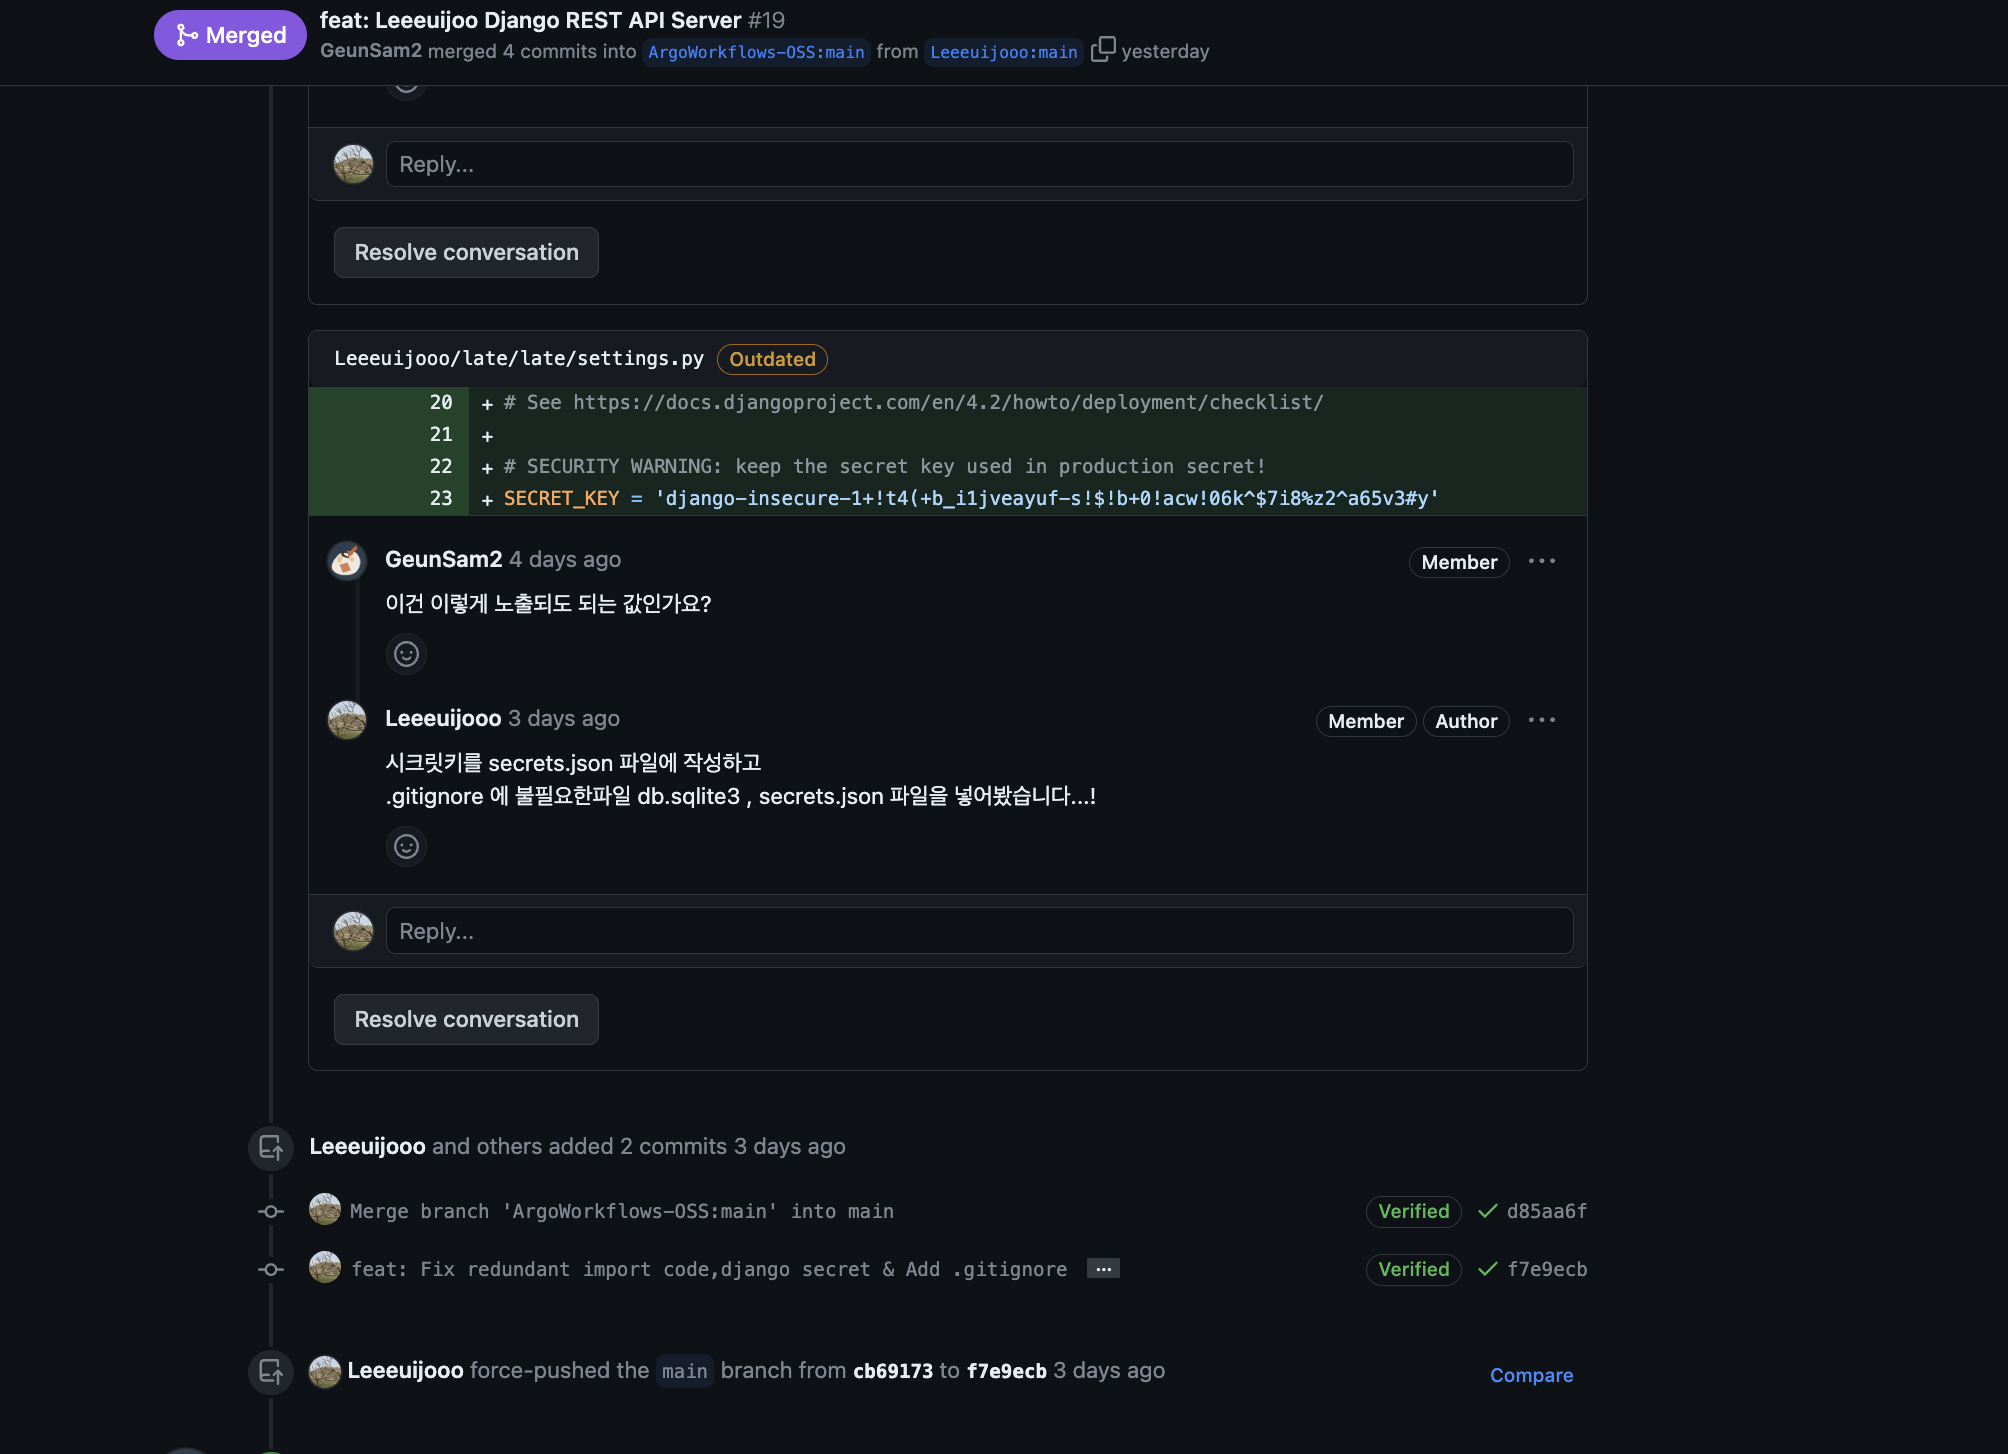 Merged
feat: Leeeuijoo Django REST API Server #19
GeunSam2 merged 4 commits into ArgoWorkflows-OSS:main from Leeeuijooo:main yesterday
Reply...
Resolve conversation
Leeeuijooo/late/late/settings.py Outdated
20 + # See https://docs.djangoproject.com/en/4.2/howto/deployment/checklist/
21 +
22 + # SECURITY WARNING: keep the secret key used in production secret!
23 + SECRET_KEY = 'django-insecure-1+!t4(+b_i1jveayuf-s!$!b+0!acw!06k^$7i8%z2^a65v3#y'
GeunSam2 4 days ago Member ...
이건 이렇게 노출되도 되는 값인가요?
Leeeuijooo 3 days ago Member Author ...
시크릿키를 secrets.json 파일에 작성하고
.gitignore 에 불필요한파일 db.sqlite3 , secrets.json 파일을 넣어봤습니다...!
Reply...
Resolve conversation
Leeeuijooo and others added 2 commits 3 days ago
Merge branch 'ArgoWorkflows-OSS:main' into main Verified d85aa6f
feat: Fix redundant import code,django secret & Add .gitignore ... Verified f7e9ecb
Leeeuijooo force-pushed the main branch from cb69173 to f7e9ecb 3 days ago Compare